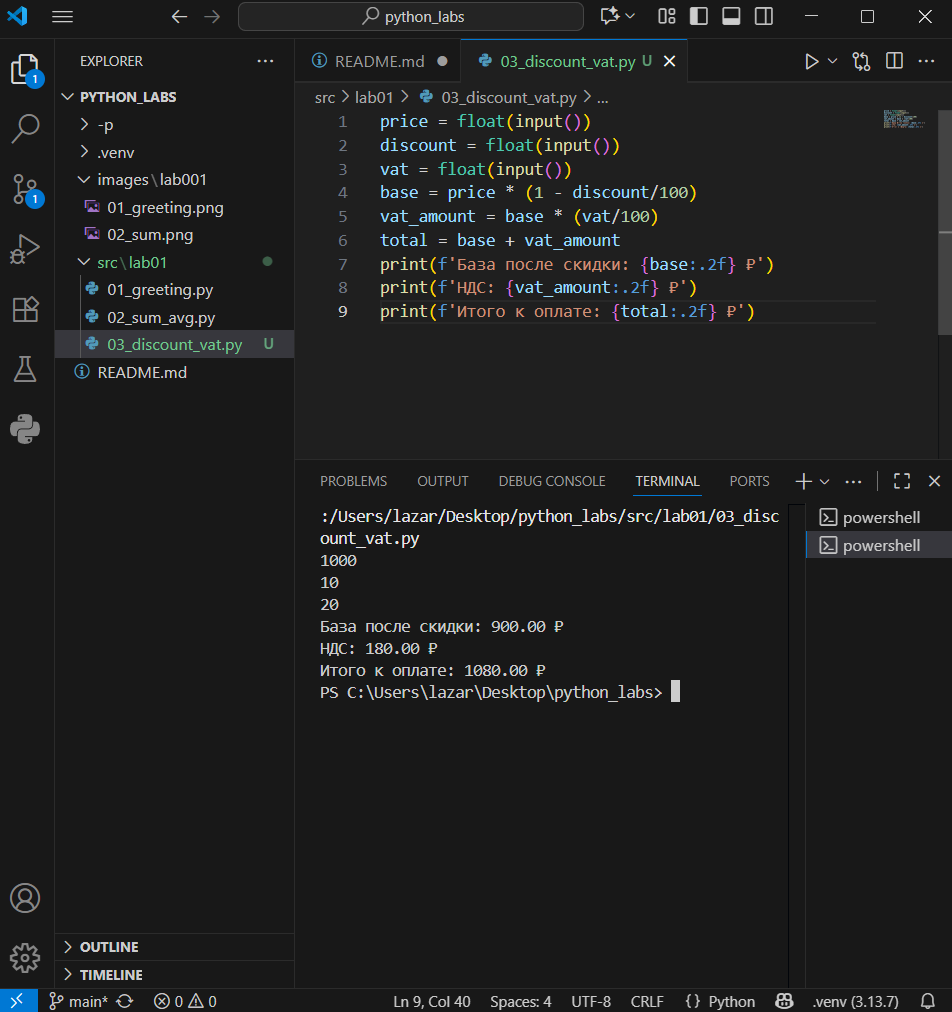 python_labs
EXPLORER
PYTHON_LABS
-p
.venv
images\lab001
01_greeting.png
02_sum.png
src\lab01
01_greeting.py
02_sum_avg.py
03_discount_vat.py U
README.md
OUTLINE
TIMELINE
1
1
README.md
03_discount_vat.py U
src > lab01 > 03_discount_vat.py > ...
1 price = float(input())
2 discount = float(input())
3 vat = float(input())
4 base = price * (1 - discount/100)
5 vat_amount = base * (vat/100)
6 total = base + vat_amount
7 print(f'База после скидки: {base:.2f} ₽')
8 print(f'НДС: {vat_amount:.2f} ₽')
9 print(f'Итого к оплате: {total:.2f} ₽')
PROBLEMS OUTPUT DEBUG CONSOLE TERMINAL PORTS
:/Users/lazar/Desktop/python_labs/src/lab01/03_disc
ount_vat.py
1000
10
20
База после скидки: 900.00 ₽
НДС: 180.00 ₽
Итого к оплате: 1080.00 ₽
PS C:\Users\lazar\Desktop\python_labs>
powershell
powershell
main* 0 0 Ln 9, Col 40 Spaces: 4 UTF-8 CRLF {} Python .venv (3.13.7)